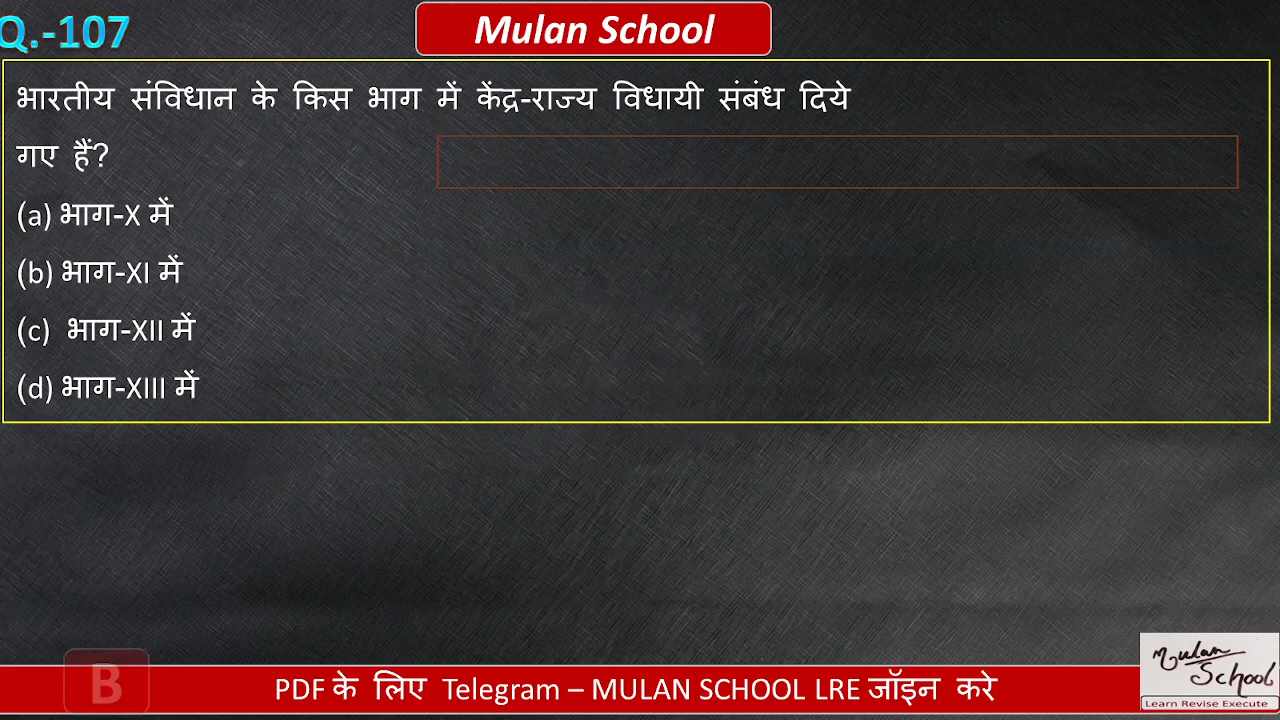 Q.-107
Mulan School
भारतीय संविधान के किस भाग में केंद्र-राज्य विधायी संबंध दिये
गए हैं?
(a) भाग-X में
(b) भाग-XI में
(c) भाग-XII में
(d) भाग-XIII में
B
PDF के लिए Telegram – MULAN SCHOOL LRE जॉइन करे
Mulan
School
Learn Revise Execute